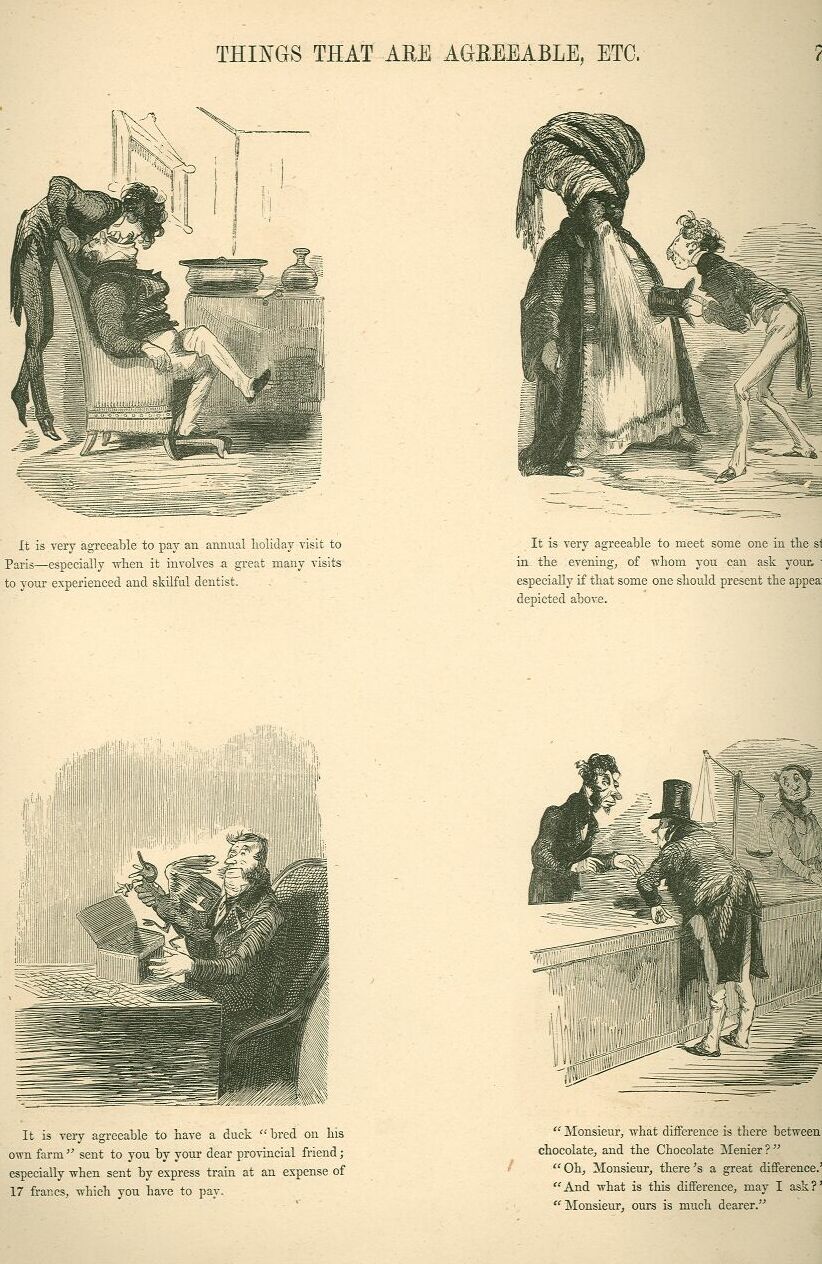 THINGS THAT ARE AGREEABLE, ETC.
It is very agreeable to pay an annual holiday visit to
Paris—especially when it involves a great many visits
to your experienced and skilful dentist.
It is very agreeable to meet some one in the
in the evening, of whom you can ask your
especially if that some one should present the
depicted above.
It is very agreeable to have a duck “bred on his
own farm” sent to you by your dear provincial friend;
especially when sent by express train at an expense of
17 francs, which you have to pay.
“Monsieur, what difference is there between
chocolate, and the Chocolate Menier?”
“Oh, Monsieur, there's a great difference.”
“And what is this difference, may I ask?”
“Monsieur, ours is much dearer.”